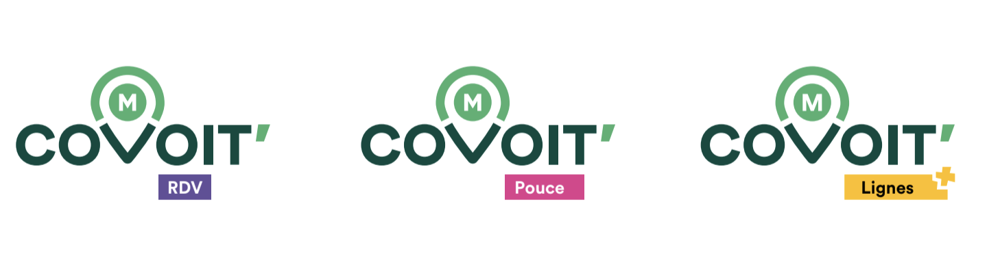 M
COVOIT'
RDV
M
COVOIT'
Pouce
M
COVOIT'
Lignes+